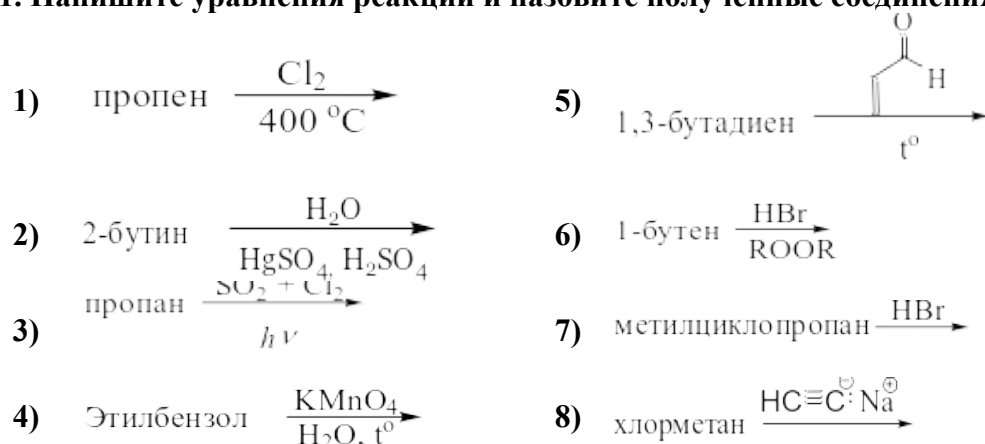 1. Напишите уравнения реакций и назовите полученные соединения
1) пропен Cl₂ 400 °C
2) 2-бутин H₂O HgSO₄, H₂SO₄
3) пропан SO₂ + Cl₂ hν
4) Этилбензол KMnO₄ H₂O, t°
5) 1,3-бутадиен O H t°
6) 1-бутен HBr ROOR
7) метилциклопропан HBr
8) хлорметан HC≡C:⊖ Na⊕